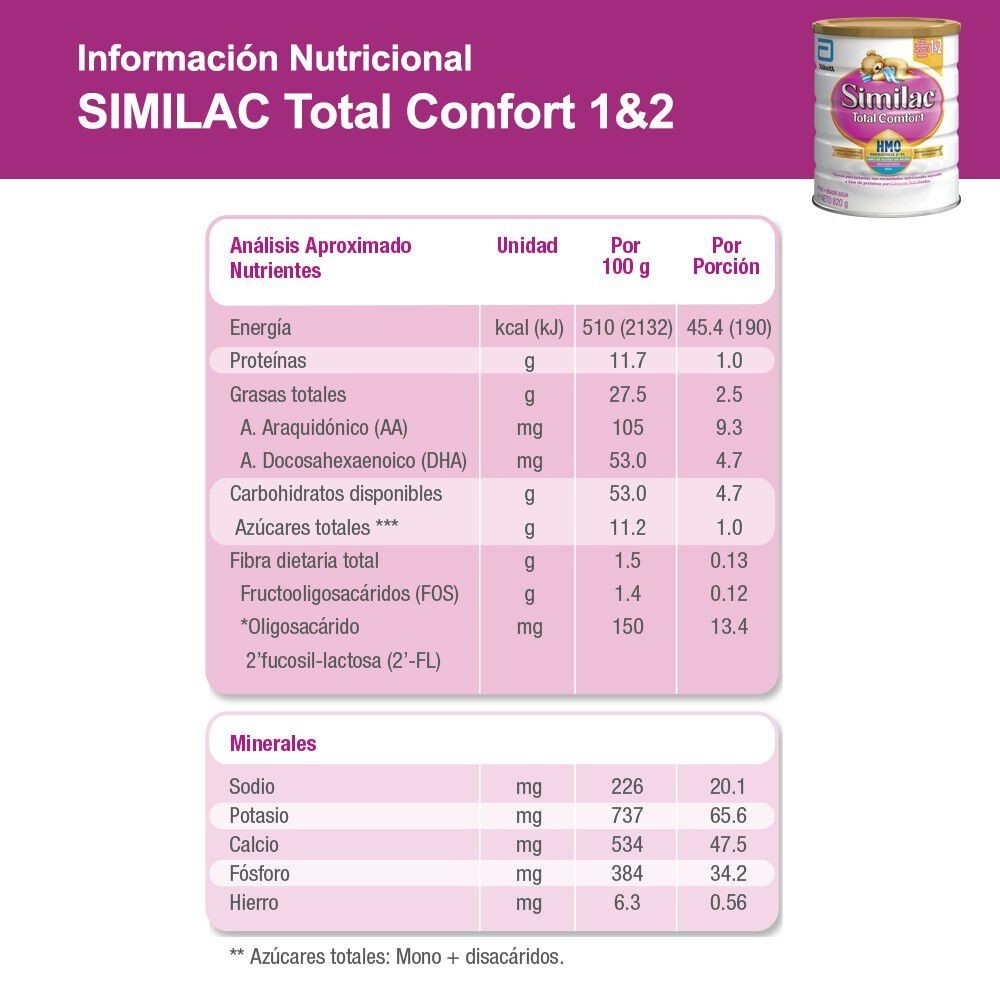 Información Nutricional
SIMILAC Total Confort 1&2
1&2
Abbott
Similac
Total Comfort
HMO
820 g
Análisis Aproximado Nutrientes Unidad Por 100 g Por Porción
Energía kcal (kJ) 510 (2132) 45.4 (190)
Proteínas g 11.7 1.0
Grasas totales g 27.5 2.5
A. Araquidónico (AA) mg 105 9.3
A. Docosahexaenoico (DHA) mg 53.0 4.7
Carbohidratos disponibles g 53.0 4.7
Azúcares totales *** g 11.2 1.0
Fibra dietaria total g 1.5 0.13
Fructooligosacáridos (FOS) g 1.4 0.12
*Oligosacárido mg 150 13.4
2’fucosil-lactosa (2’-FL)
Minerales
Sodio mg 226 20.1
Potasio mg 737 65.6
Calcio mg 534 47.5
Fósforo mg 384 34.2
Hierro mg 6.3 0.56
** Azúcares totales: Mono + disacáridos.